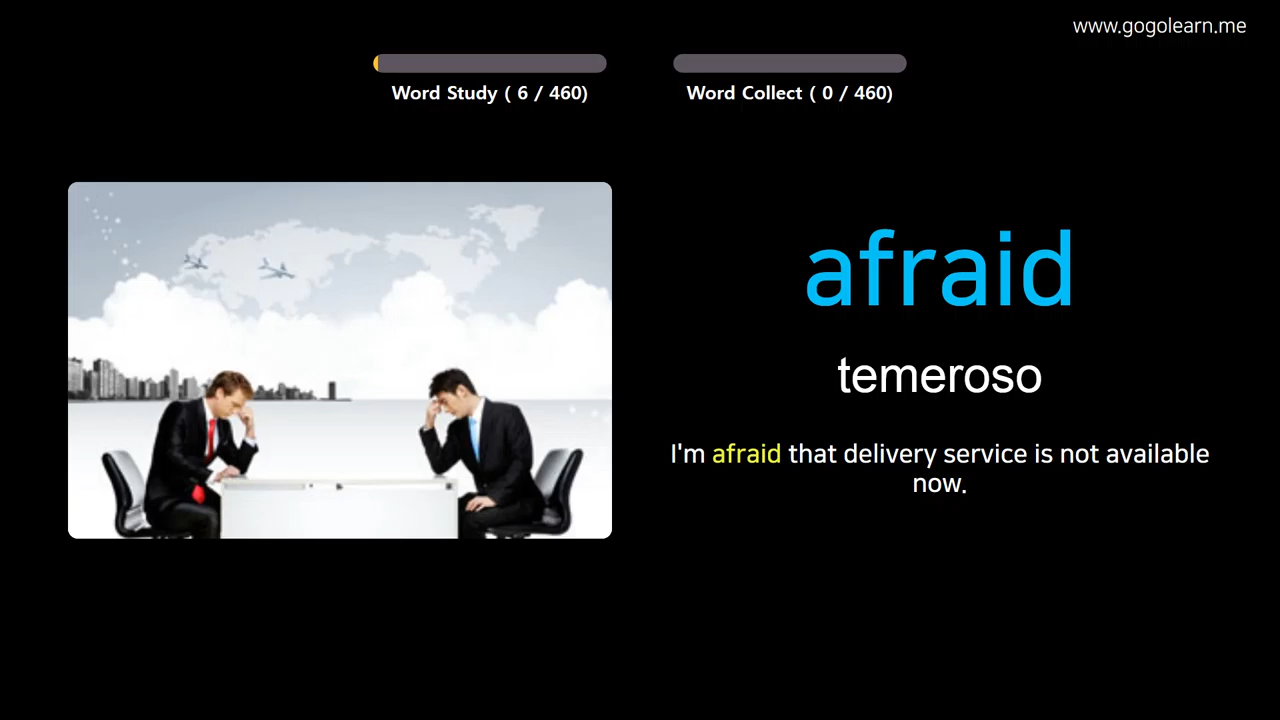 www.gogolearn.me
Word Study ( 6 / 460)
Word Collect ( 0 / 460)
afraid
temeroso
I'm afraid that delivery service is not available
now.